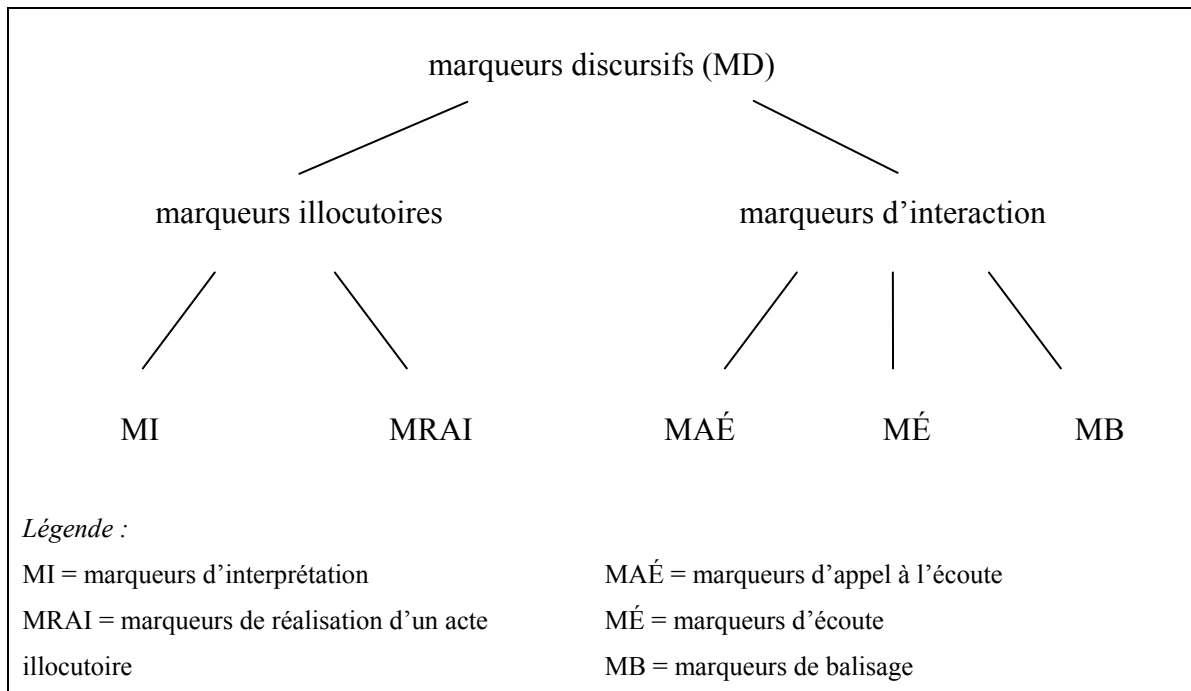 marqueurs discursifs (MD)
marqueurs illocutoires
marqueurs d’interaction
MI
MRAI
MAÉ
MÉ
MB
Légende :
MI = marqueurs d’interprétation
MRAI = marqueurs de réalisation d’un acte
illocutoire
MAÉ = marqueurs d’appel à l’écoute
MÉ = marqueurs d’écoute
MB = marqueurs de balisage